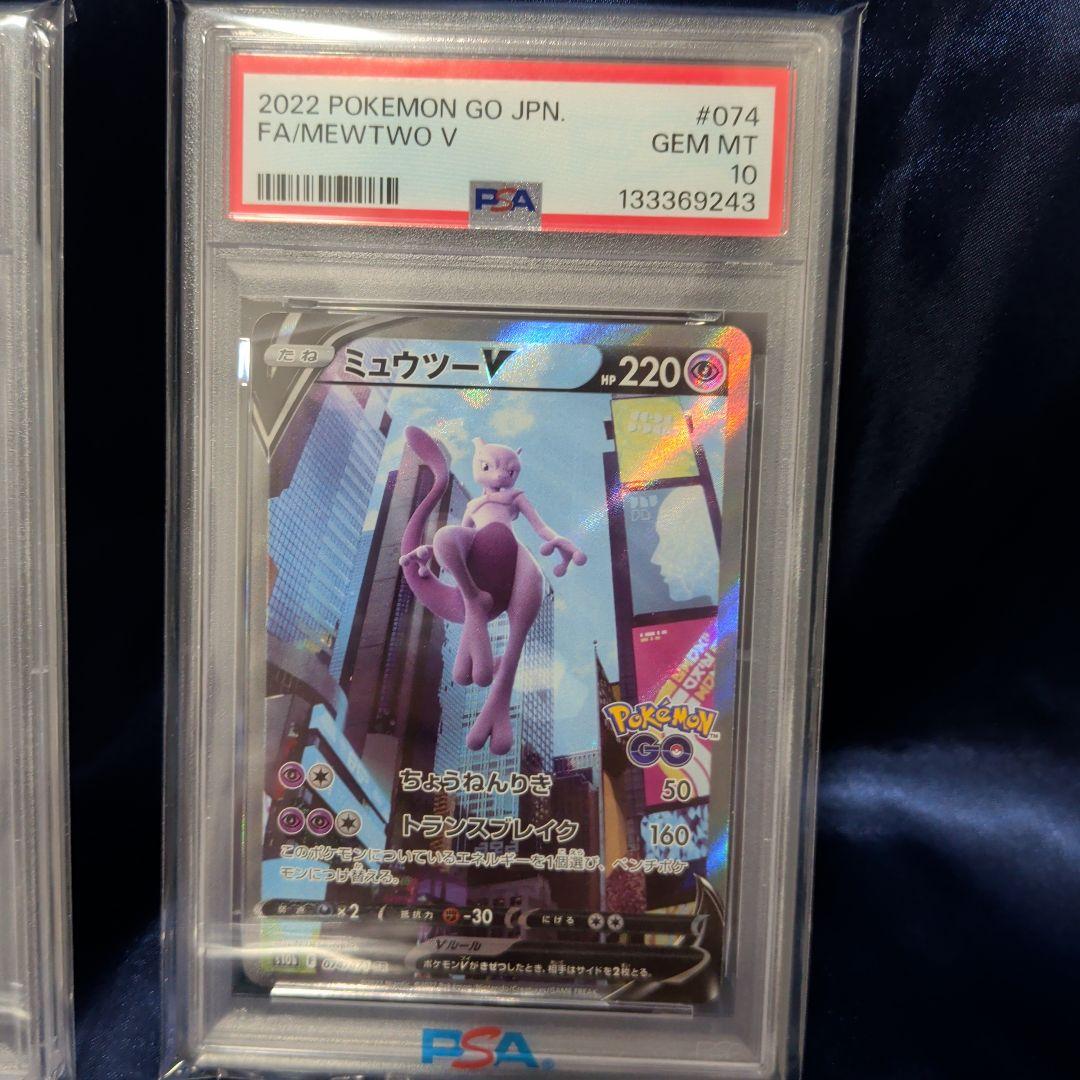 2022 POKEMON GO JPN. #074
FA/MEWTWO V GEM MT
10
PSA 133369243
たね ミュウツーV HP 220
Pokémon GO
ちょうねんりき 50
トランスブレイク 160
このポケモンについているエネルギーを1個選び、ベンチポケ
モンにつけ替える。
弱点 ×2 抵抗力 -30 にげる
Vルール
ポケモンVがきぜつしたとき、相手はサイドを2枚とる。
PSA